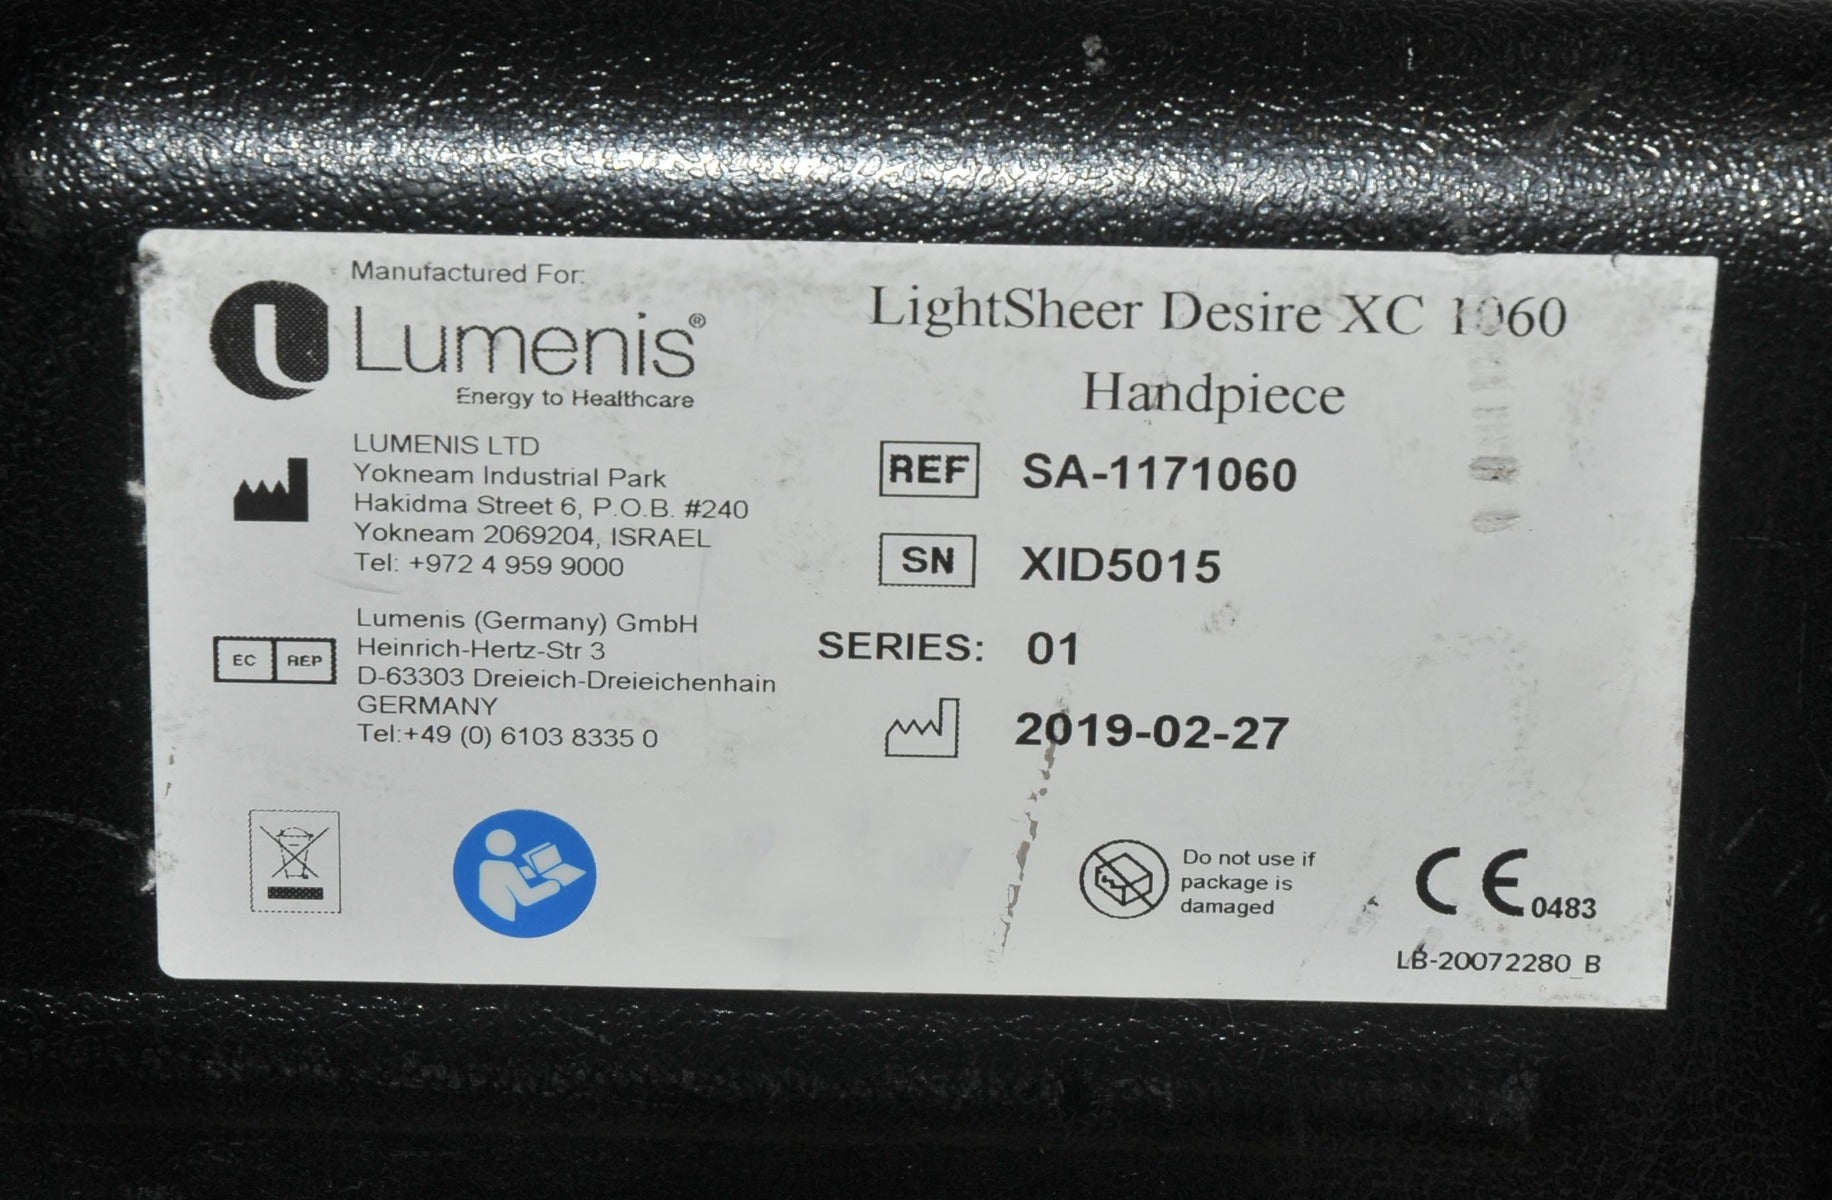 Manufactured For:
Lumenis®
Energy to Healthcare
LUMENIS LTD
Yokneam Industrial Park
Hakidma Street 6, P.O.B. #240
Yokneam 2069204, ISRAEL
Tel: +972 4 959 9000
EC REP
Lumenis (Germany) GmbH
Heinrich-Hertz-Str 3
D-63303 Dreieich-Dreieichenhain
GERMANY
Tel:+49 (0) 6103 8335 0
LightSheer Desire XC 1060
Handpiece
REF SA-1171060
SN XID5015
SERIES: 01
2019-02-27
Do not use if
package is
damaged
CE 0483
LB-20072280_B